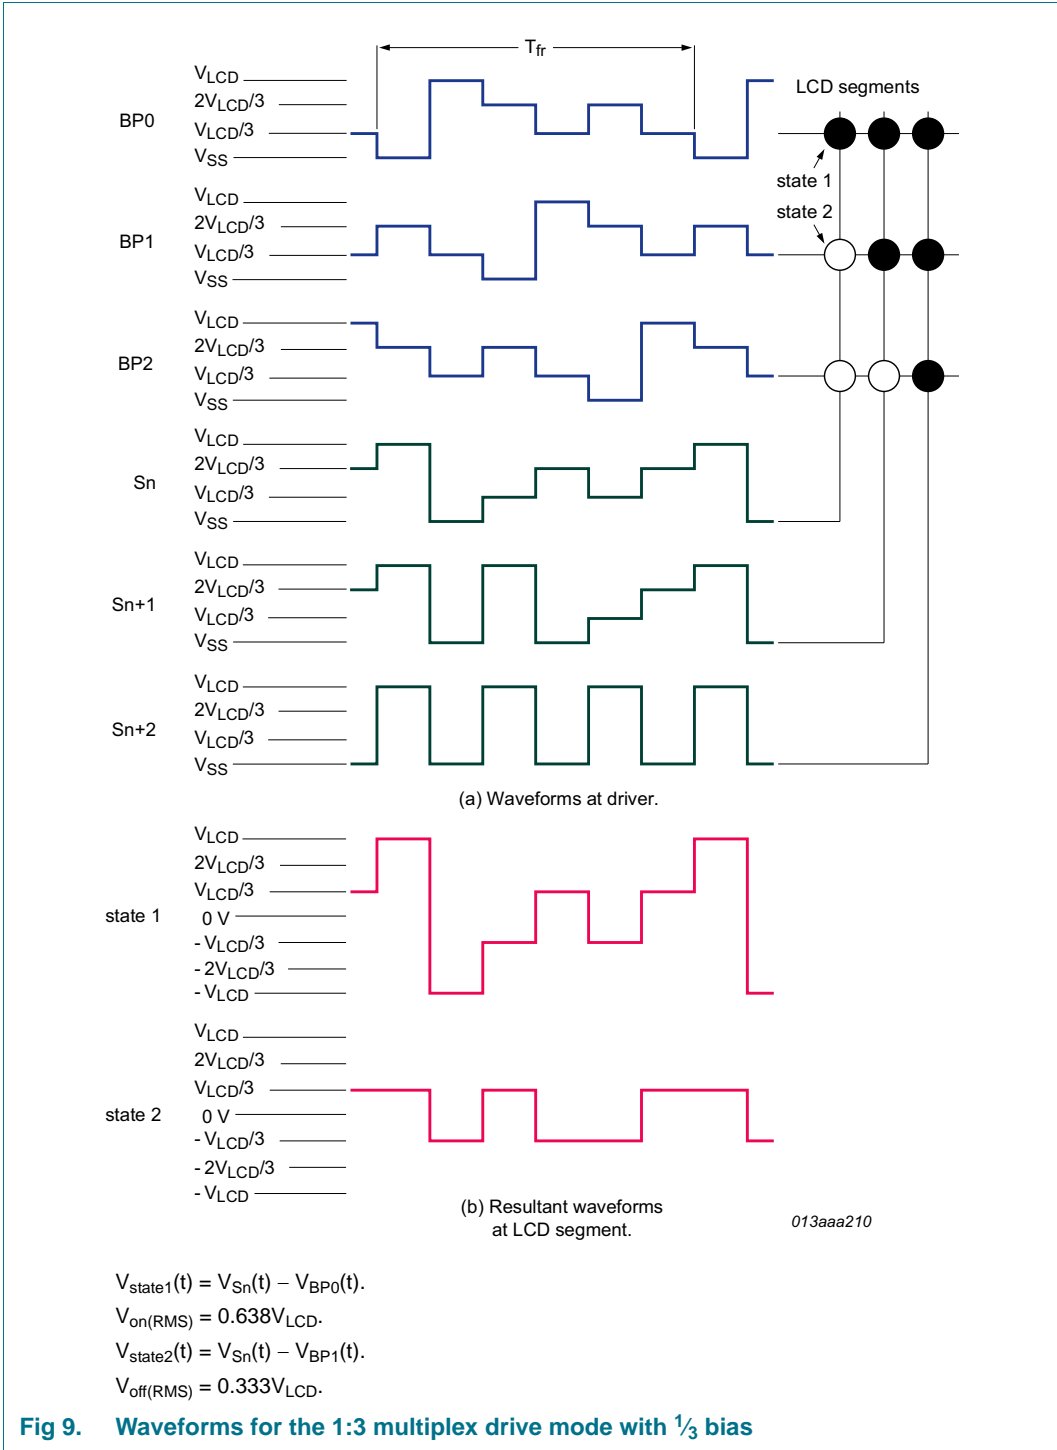 Tfr
BP0
VLCD
2VLCD/3
VLCD/3
VSS
LCD segments
state 1
state 2
BP1
VLCD
2VLCD/3
VLCD/3
VSS
BP2
VLCD
2VLCD/3
VLCD/3
VSS
Sn
VLCD
2VLCD/3
VLCD/3
VSS
Sn+1
VLCD
2VLCD/3
VLCD/3
VSS
Sn+2
VLCD
2VLCD/3
VLCD/3
VSS
(a) Waveforms at driver.
state 1
VLCD
2VLCD/3
VLCD/3
0 V
- VLCD/3
- 2VLCD/3
- VLCD
state 2
VLCD
2VLCD/3
VLCD/3
0 V
- VLCD/3
- 2VLCD/3
- VLCD
(b) Resultant waveforms
at LCD segment.
013aaa210
Vstate1(t) = VSn(t) − VBP0(t).
Von(RMS) = 0.638VLCD.
Vstate2(t) = VSn(t) − VBP1(t).
Voff(RMS) = 0.333VLCD.
Fig 9. Waveforms for the 1:3 multiplex drive mode with 1⁄3 bias